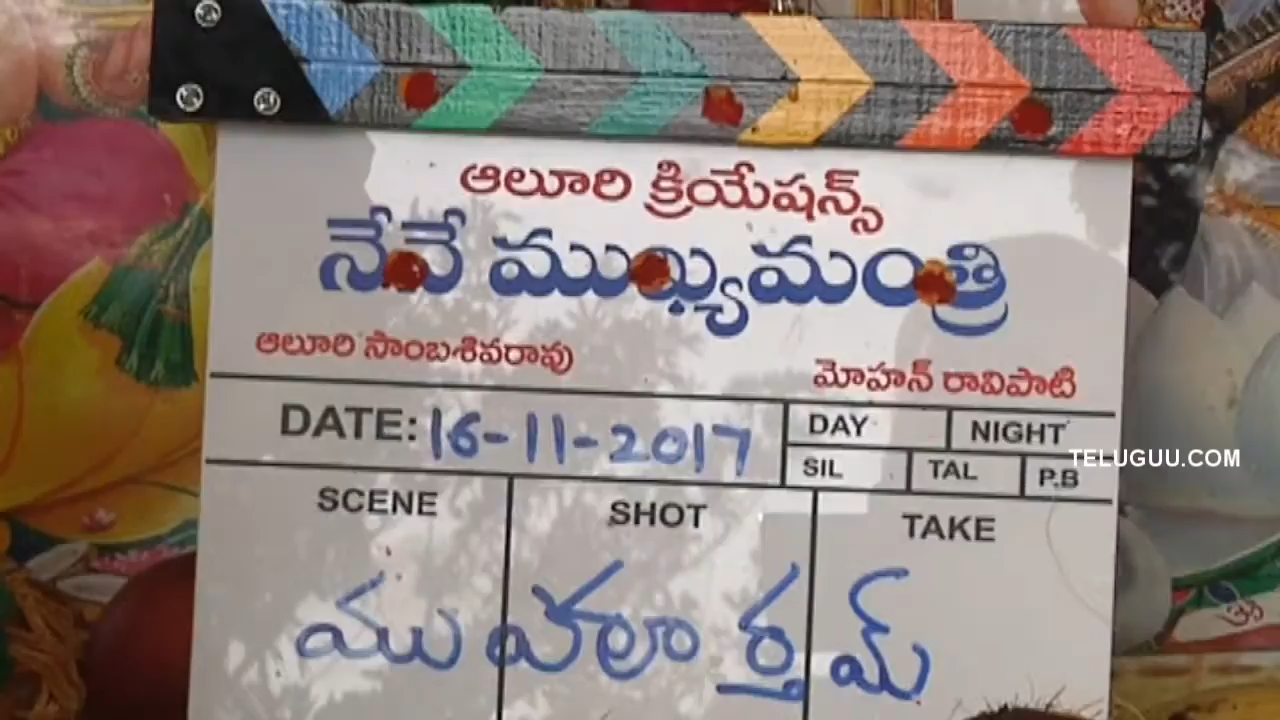 ఆలూరి క్రియేషన్స్
నేనే ముఖ్యమంత్రి
ఆలూరి సాంబశివరావు
మోహన్ రావిపాటి
DATE: 16-11-2017
DAY NIGHT
SIL TAL P.B
TELUGUU.COM
SCENE SHOT TAKE
ముహూర్తమ్